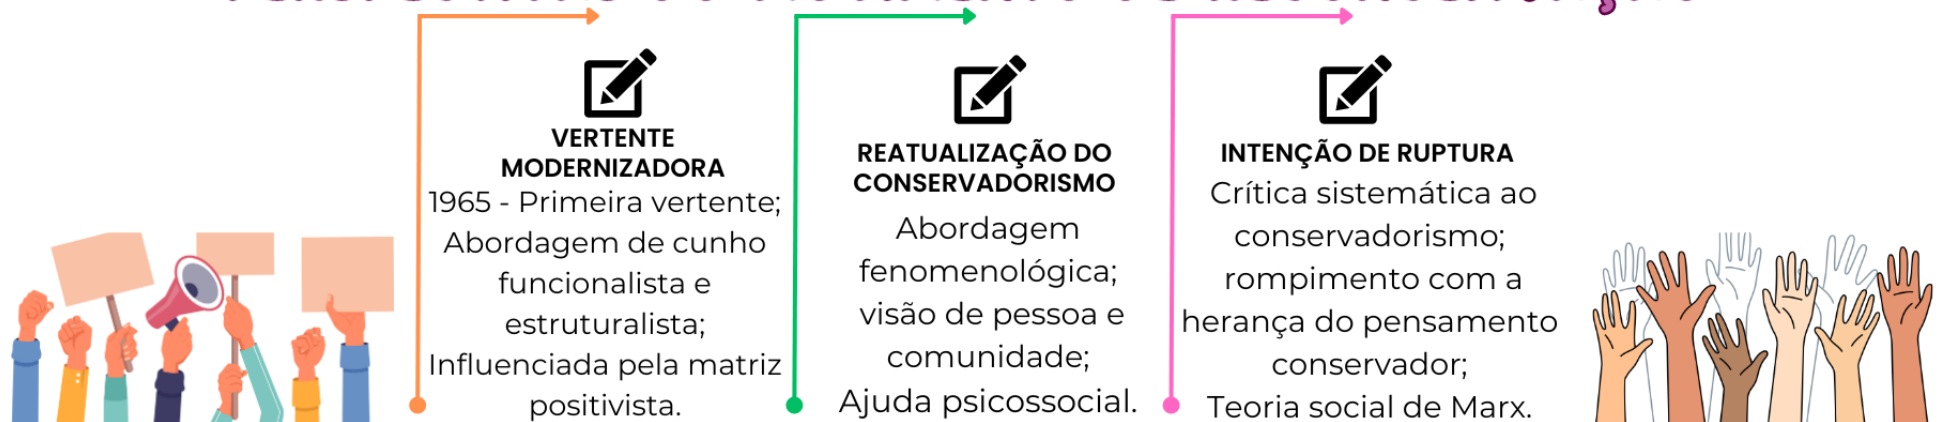 VERTENTE
MODERNIZADORA
1965 - Primeira vertente;
Abordagem de cunho
funcionalista e
estruturalista;
Influenciada pela matriz
positivista.
REATUALIZAÇÃO DO
CONSERVADORISMO
Abordagem
fenomenológica;
visão de pessoa e
comunidade;
Ajuda psicossocial.
INTENÇÃO DE RUPTURA
Crítica sistemática ao
conservadorismo;
rompimento com a
herança do pensamento
conservador;
Teoria social de Marx.